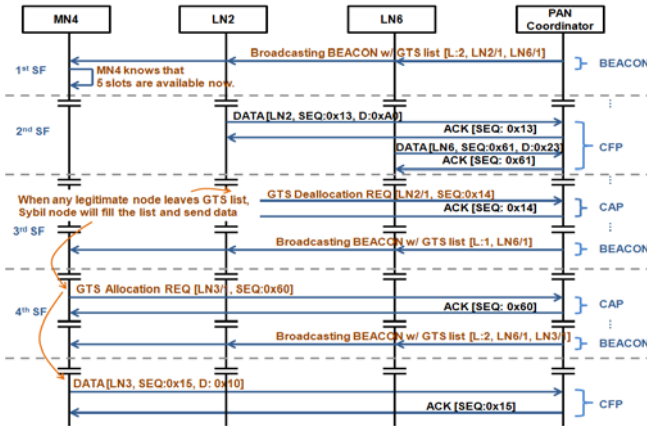 MN4
LN2
LN6
PAN
Coordinator
Broadcasting BEACON w/ GTS list [L:2, LN2/1, LN6/1]
BEACON
1st SF
MN4 knows that
5 slots are available now.
DATA [LN2, SEQ:0x13, D:0xA0]
ACK [SEQ: 0x13]
2nd SF
DATA [LN6, SEQ:0x61, D:0x23]
CFP
ACK [SEQ: 0x61]
When any legitimate node leaves GTS list,
Sybil node will fill the list and send data
GTS Deallocation REQ [LN2/1, SEQ:0x14]
ACK [SEQ: 0x14]
CAP
3rd SF
Broadcasting BEACON w/ GTS list [L:1, LN6/1]
BEACON
GTS Allocation REQ [LN3/1, SEQ:0x60]
ACK [SEQ: 0x60]
CAP
4th SF
Broadcasting BEACON w/ GTS list [L:2, LN6/1, LN3/1]
BEACON
DATA [LN3, SEQ:0x15, D: 0x10]
ACK [SEQ:0x15]
CFP